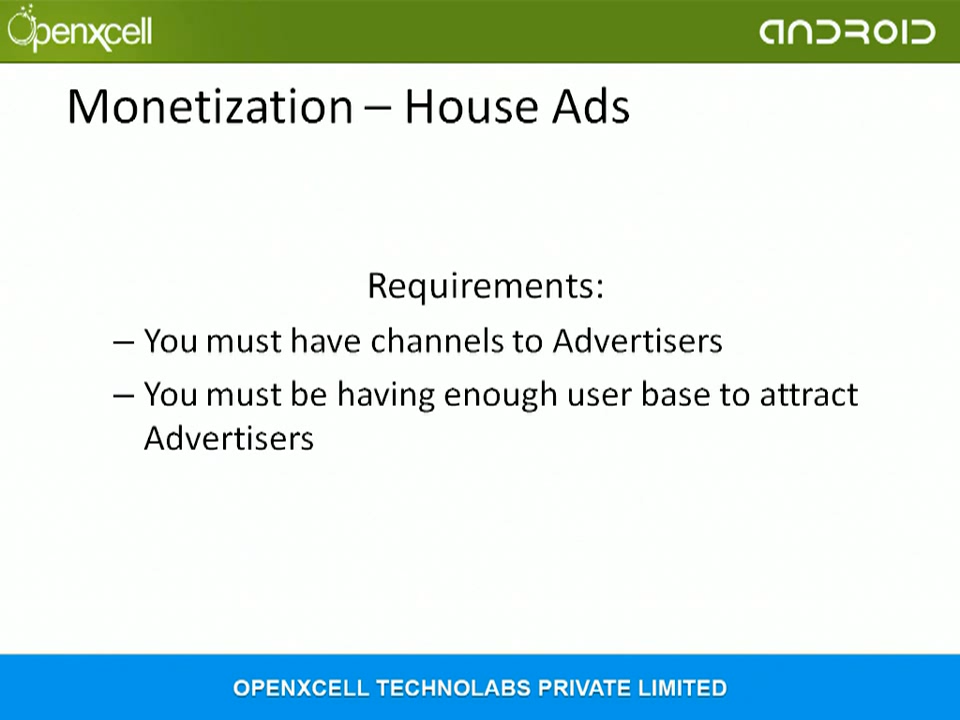 Openxcell
ANDROID
Monetization – House Ads
Requirements:
– You must have channels to Advertisers
– You must be having enough user base to attract
Advertisers
OPENXCELL TECHNOLABS PRIVATE LIMITED